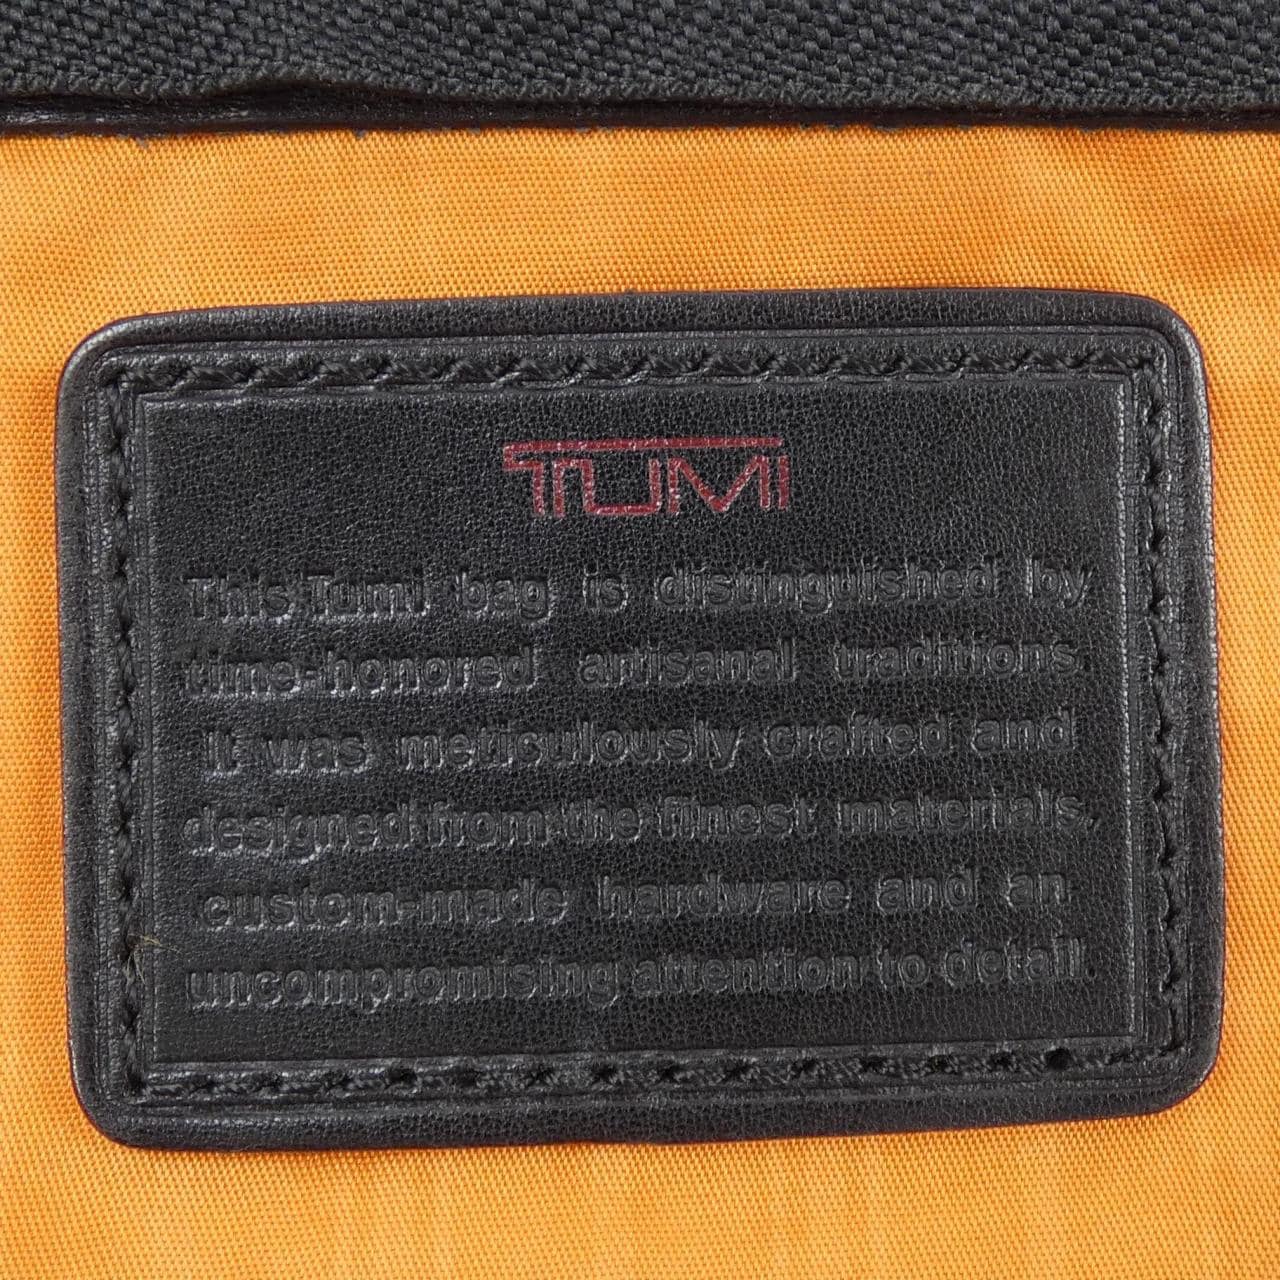 TUMI
This Tumi bag is distinguished by
time-honored artisanal traditions.
It was meticulously crafted and
designed from the finest materials,
custom-made hardware and an
uncompromising attention to detail.